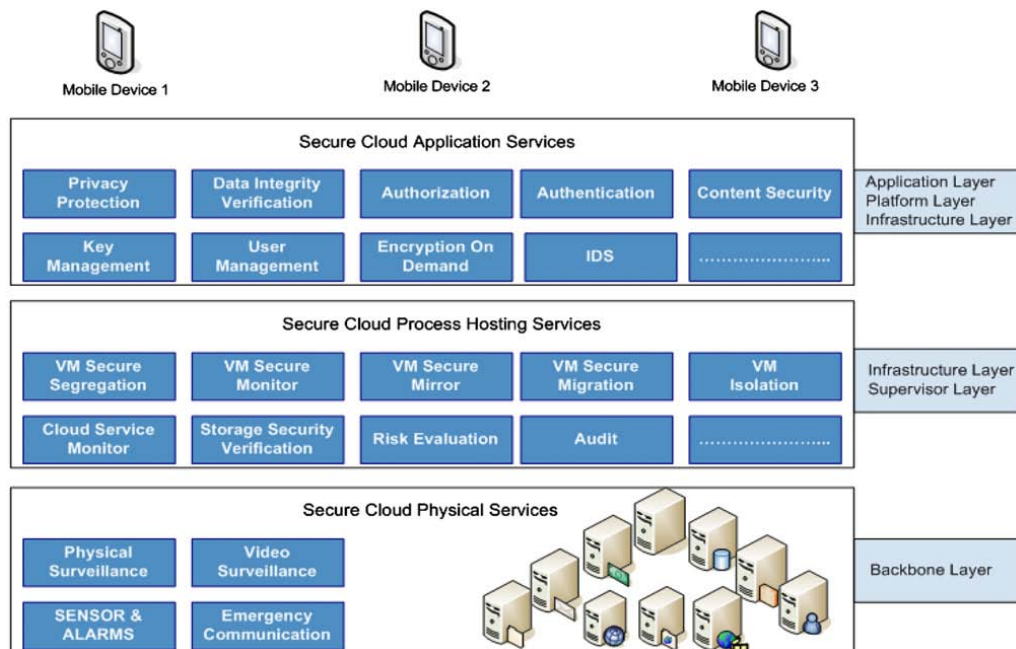 Mobile Device 1
Mobile Device 2
Mobile Device 3
Secure Cloud Application Services
Privacy
Protection
Data Integrity
Verification
Authorization
Authentication
Content Security
Application Layer
Platform Layer
Infrastructure Layer
Key
Management
User
Management
Encryption On
Demand
IDS
........................
Secure Cloud Process Hosting Services
VM Secure
Segregation
VM Secure
Monitor
VM Secure
Mirror
VM Secure
Migration
VM
Isolation
Infrastructure Layer
Supervisor Layer
Cloud Service
Monitor
Storage Security
Verification
Risk Evaluation
Audit
........................
Secure Cloud Physical Services
Physical
Surveillance
Video
Surveillance
Backbone Layer
SENSOR &
ALARMS
Emergency
Communication